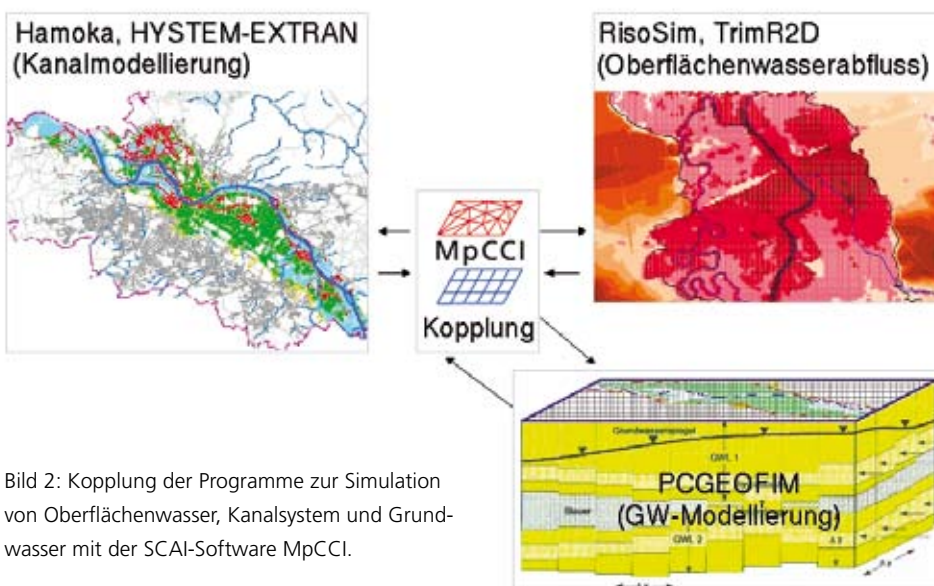 Hamoka, HYSTEM-EXTRAN
(Kanalmodellierung)
RisoSim, TrimR2D
(Oberflächenwasserabfluss)
MpCCI
Kopplung
Grundwasserspiegel
GWL 1
PCGEOFIM
(GW-Modellierung)
GWL 2
Bild 2: Kopplung der Programme zur Simulation
von Oberflächenwasser, Kanalsystem und Grund-
wasser mit der SCAI-Software MpCCI.